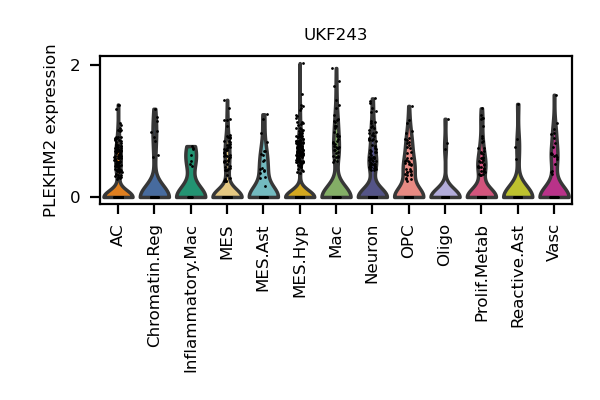 UKF243
PLEKHM2 expression
2
0
AC
Chromatin.Reg
Inflammatory.Mac
MES
MES.Ast
MES.Hyp
Mac
Neuron
OPC
Oligo
Prolif.Metab
Reactive.Ast
Vasc